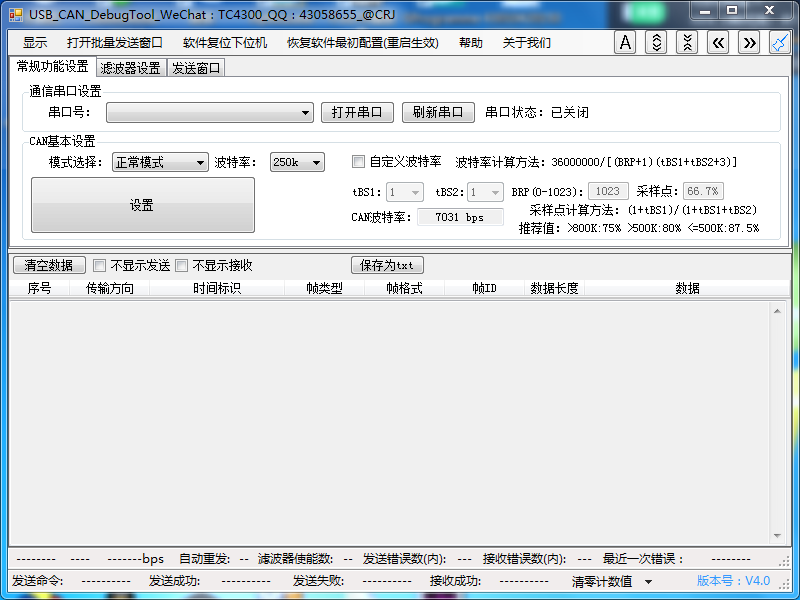 USB_CAN_DebugTool_WeChat：TC4300_QQ：43058655_@CRJ
显示 打开批量发送窗口 软件复位下位机 恢复软件最初配置(重启生效) 帮助 关于我们 A
常规功能设置 滤波器设置 发送窗口
通信串口设置
串口号： 打开串口 刷新串口 串口状态：已关闭
CAN基本设置
模式选择： 正常模式 波特率： 250k 自定义波特率 波特率计算方法：36000000/[(BRP+1)(tBS1+tBS2+3)]
设置
tBS1: 1 tBS2: 1 BRP(0-1023): 1023 采样点: 66.7%
采样点计算方法：(1+tBS1)/(1+tBS1+tBS2)
CAN波特率： 7031 bps
推荐值：>800K:75% >500K:80% <=500K:87.5%
清空数据 不显示发送 不显示接收 保存为txt
序号 传输方向 时间标识 帧类型 帧格式 帧ID 数据长度 数据
-------- ---- -------bps 自动重发: -- 滤波器使能数: -- 发送错误数(内): --- 接收错误数(内): --- 最近一次错误： --------
发送命令: ---------- 发送成功: ---------- 发送失败: ---------- 接收成功: ---------- 清零计数值 版本号：V4.0